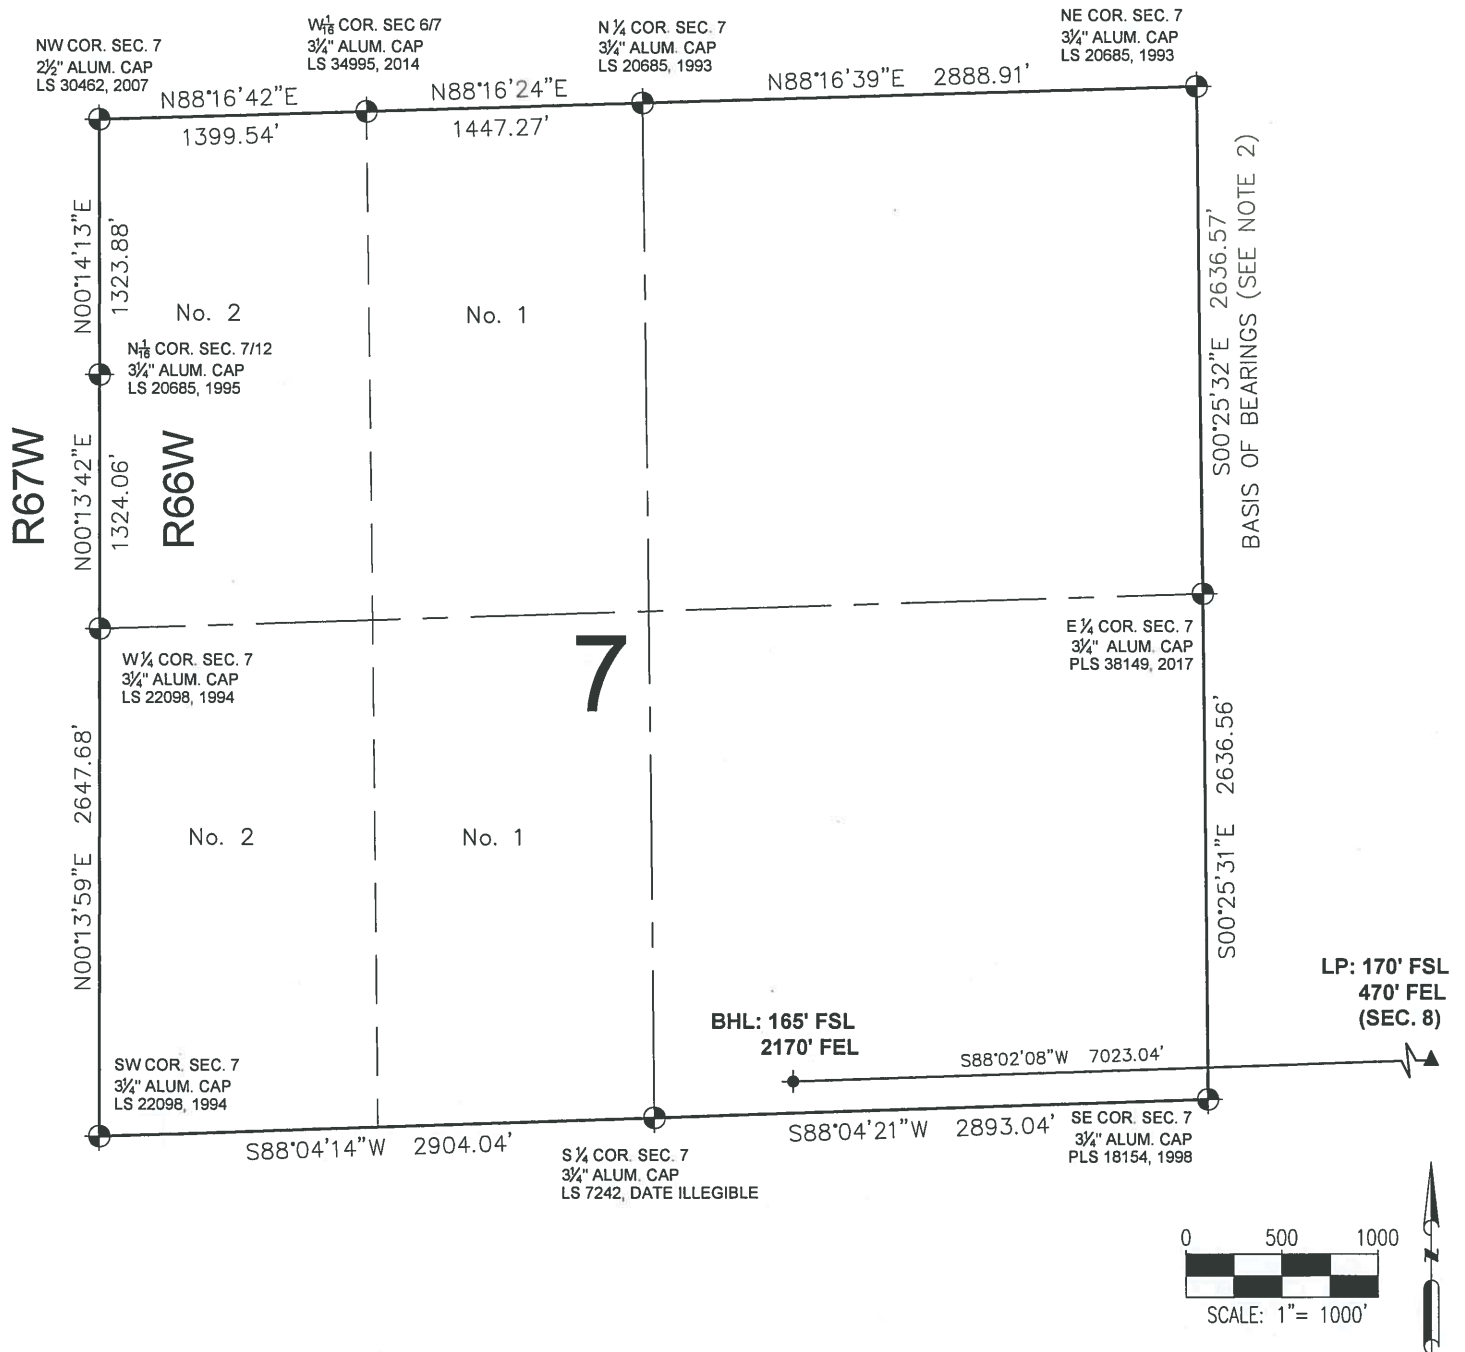 NW COR. SEC. 7
2½" ALUM. CAP
LS 30462, 2007
W1/16 COR. SEC 6/7
3¼" ALUM. CAP
LS 34995, 2014
N ¼ COR. SEC. 7
3¼" ALUM. CAP
LS 20685, 1993
NE COR. SEC. 7
3¼" ALUM. CAP
LS 20685, 1993
N88°16'42"E
1399.54'
N88°16'24"E
1447.27'
N88°16'39"E 2888.91'
N00°14'13"E
1323.88'
No. 2
No. 1
S00°25'32"E 2636.57'
BASIS OF BEARINGS (SEE NOTE 2)
N1/16 COR. SEC. 7/12
3¼" ALUM. CAP
LS 20685, 1995
R67W
N00°13'42"E
1324.06'
R66W
W ¼ COR. SEC. 7
3¼" ALUM. CAP
LS 22098, 1994
7
E ¼ COR. SEC. 7
3¼" ALUM. CAP
PLS 38149, 2017
N00°13'59"E 2647.68'
No. 2
No. 1
S00°25'31"E 2636.56'
LP: 170' FSL
470' FEL
(SEC. 8)
BHL: 165' FSL
2170' FEL
S88°02'08"W 7023.04'
SW COR. SEC. 7
3¼" ALUM. CAP
LS 22098, 1994
S88°04'14"W 2904.04'
S ¼ COR. SEC. 7
3¼" ALUM. CAP
LS 7242, DATE ILLEGIBLE
S88°04'21"W 2893.04'
SE COR. SEC. 7
3¼" ALUM. CAP
PLS 18154, 1998
0 500 1000
SCALE: 1"= 1000'
N